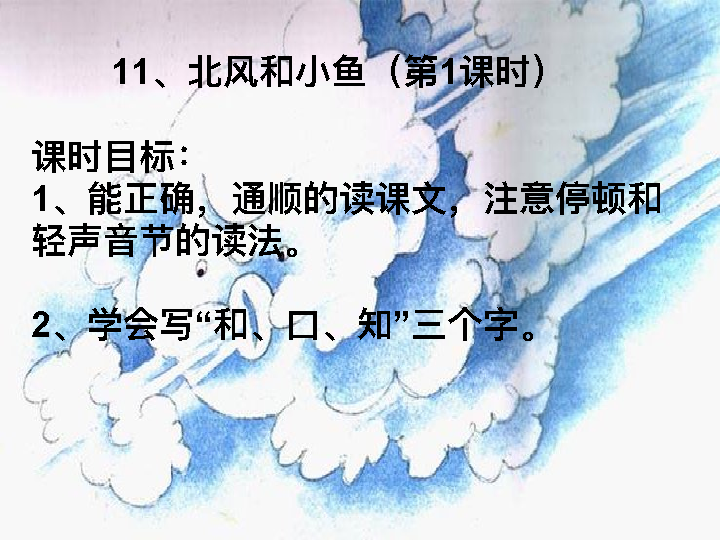 11、北风和小鱼（第1课时）
课时目标：
1、能正确，通顺的读课文，注意停顿和
轻声音节的读法。
2、学会写“和、口、知”三个字。